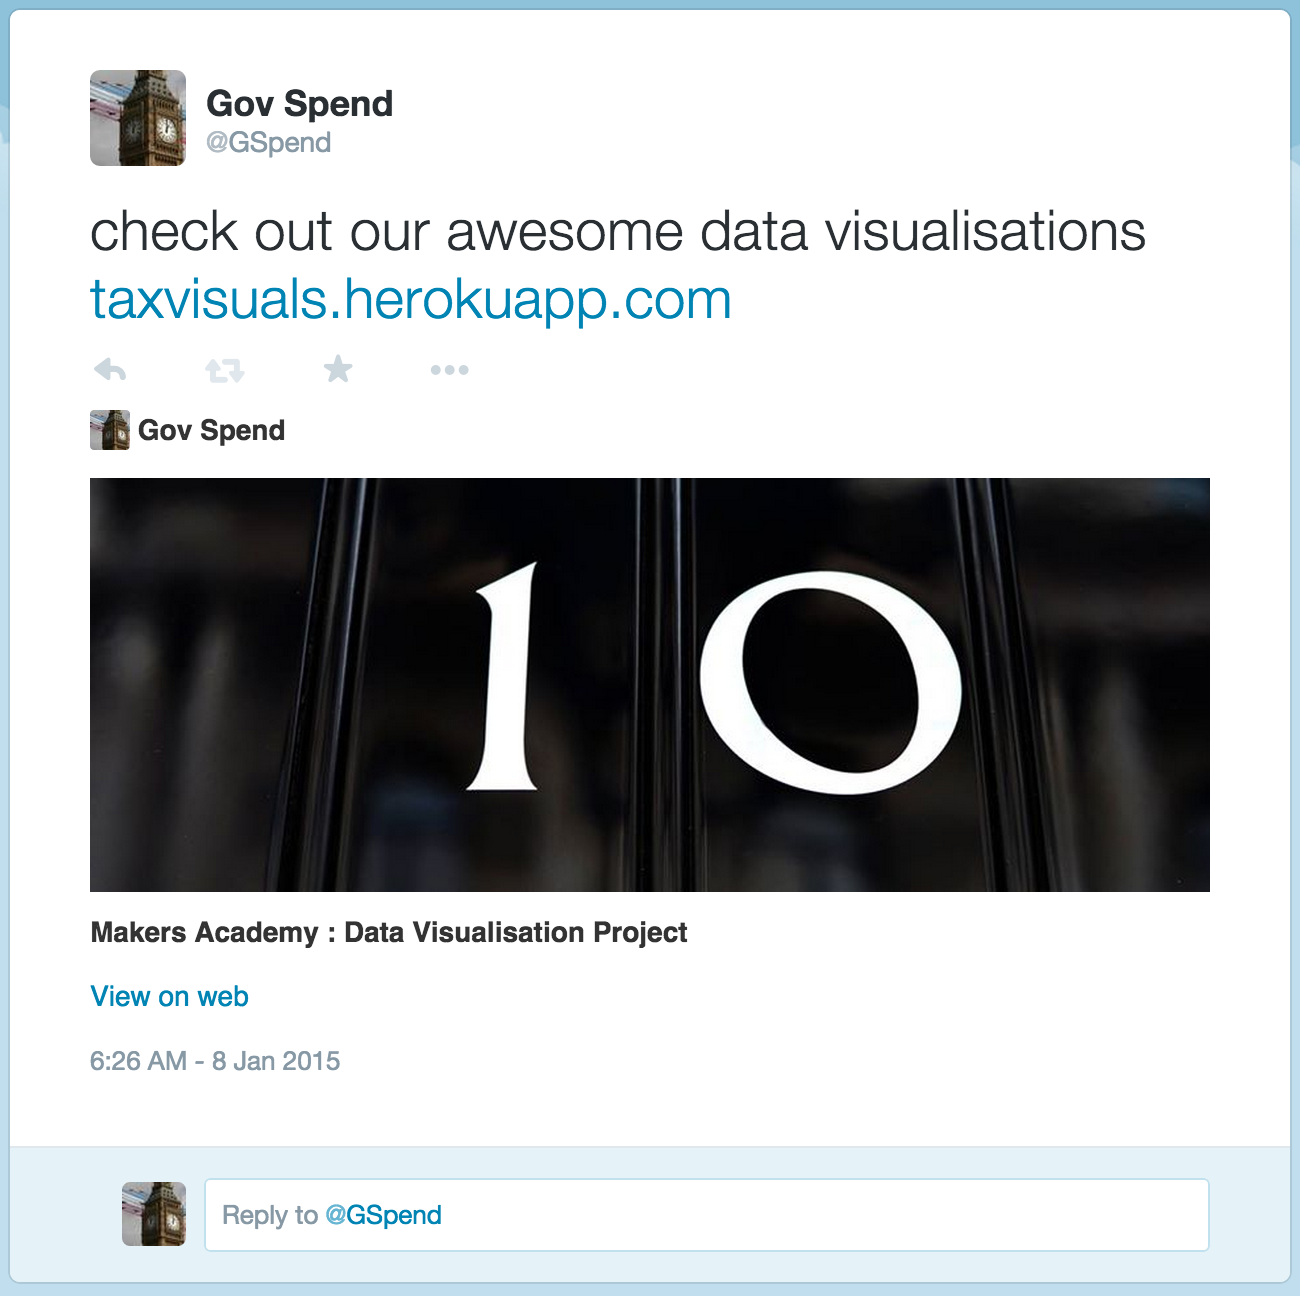 Gov Spend
@GSpend
check out our awesome data visualisations
taxvisuals.herokuapp.com
Gov Spend
10
Makers Academy : Data Visualisation Project
View on web
6:26 AM - 8 Jan 2015
Reply to @GSpend